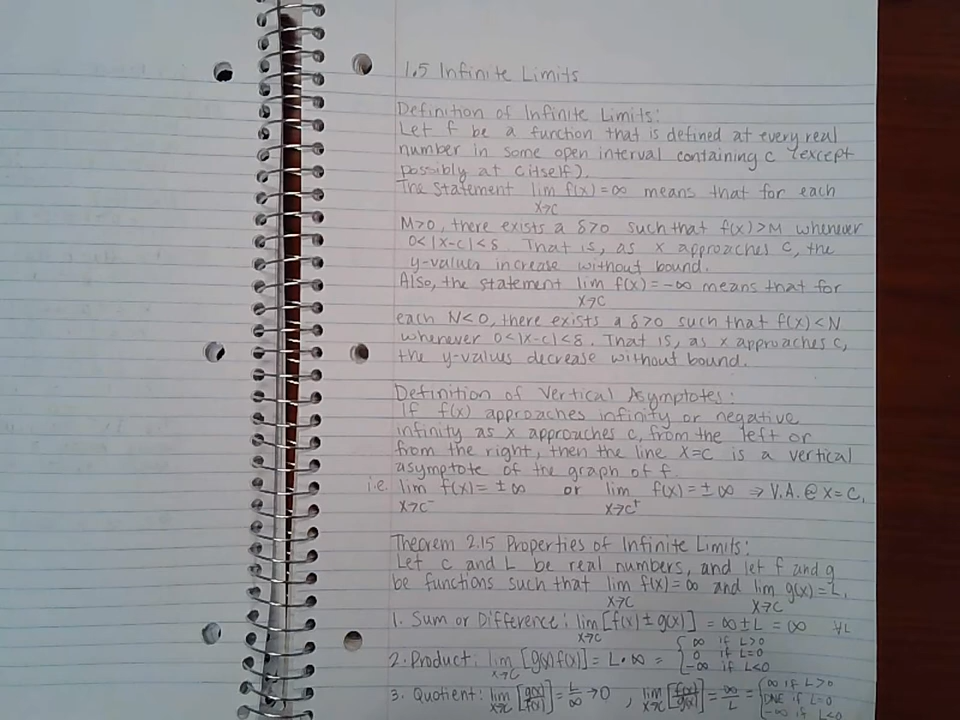 1.5 Infinite Limits
Definition of Infinite Limits:
Let f be a function that is defined at every real
number in some open interval containing c (except
possibly at c itself).
The statement lim f(x) = ∞ means that for each
x→c
M>0, there exists a δ>0 such that f(x)>M whenever
0<|x-c|<δ. That is, as x approaches c, the
y-values increase without bound.
Also, the statement lim f(x) = -∞ means that for
x→c
each N<0, there exists a δ>0 such that f(x)<N
whenever 0<|x-c|<δ. That is, as x approaches c,
the y-values decrease without bound.
Definition of Vertical Asymptotes:
If f(x) approaches infinity or negative
infinity as x approaches c, from the left or
from the right, then the line x=c is a vertical
asymptote of the graph of f.
i.e. lim f(x) = ±∞ or lim f(x) = ±∞ ⇒ V.A. @ x=c.
x→c⁻ x→c⁺
Theorem 2.15 Properties of Infinite Limits:
Let c and L be real numbers, and let f and g
be functions such that lim f(x) = ∞ and lim g(x) = L.
x→c x→c
1. Sum or Difference: lim [f(x) ± g(x)] = ∞ ± L = ∞ ∀L
x→c
2. Product: lim [g(x)f(x)] = L·∞ = { ∞ if L>0
0 if L=0
-∞ if L<0
x→c
3. Quotient: lim [g(x)/f(x)] = L/∞ → 0, lim [f(x)/g(x)] = ∞/L = { ∞ if L>0
DNE if L=0
-∞ if L<0
x→c x→c